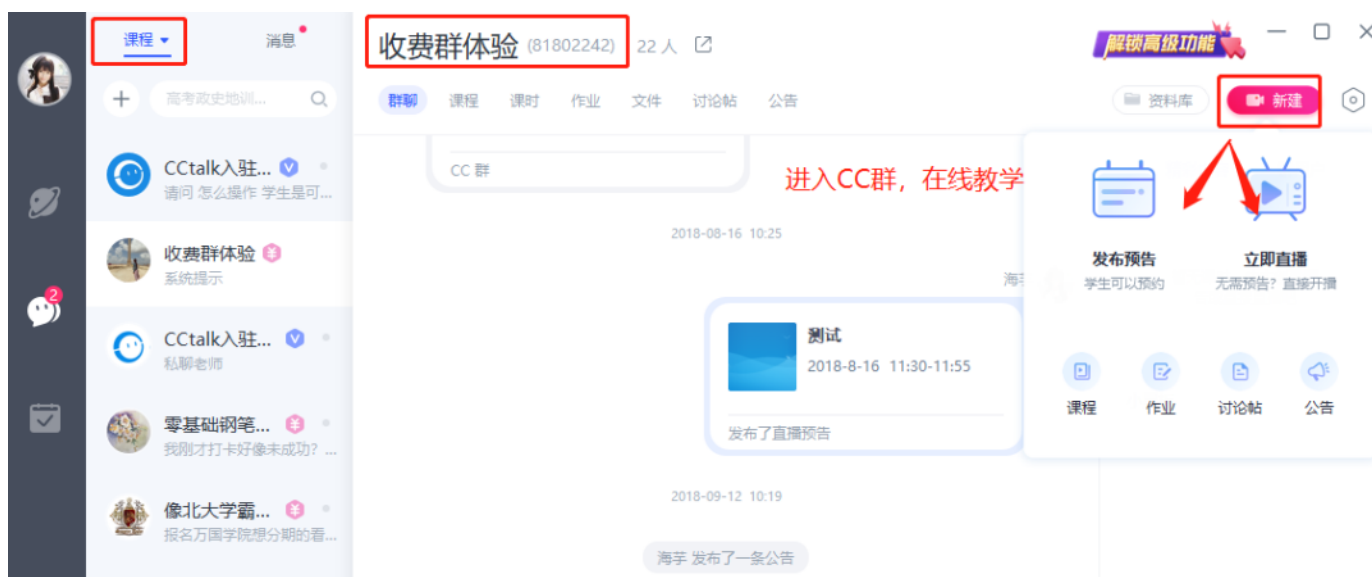 课程
消息
收费群体验 (81802242) 22 人
解锁高级功能
高考政史地训...
群聊 课程 课时 作业 文件 讨论帖 公告
资料库
新建
CCtalk入驻...
请问 怎么操作 学生是可...
收费群体验
系统提示
2
CCtalk入驻...
私聊老师
零基础钢笔...
我刚才打卡好像未成功? ...
像北大学霸...
报名万国学院想分期的看...
CC 群
进入CC群，在线教学
2018-08-16 10:25
测试
2018-8-16 11:30-11:55
发布了直播预告
2018-09-12 10:19
海芋 发布了一条公告
发布预告
学生可以预约
立即直播
无需预告? 直接开播
课程 作业 讨论帖 公告